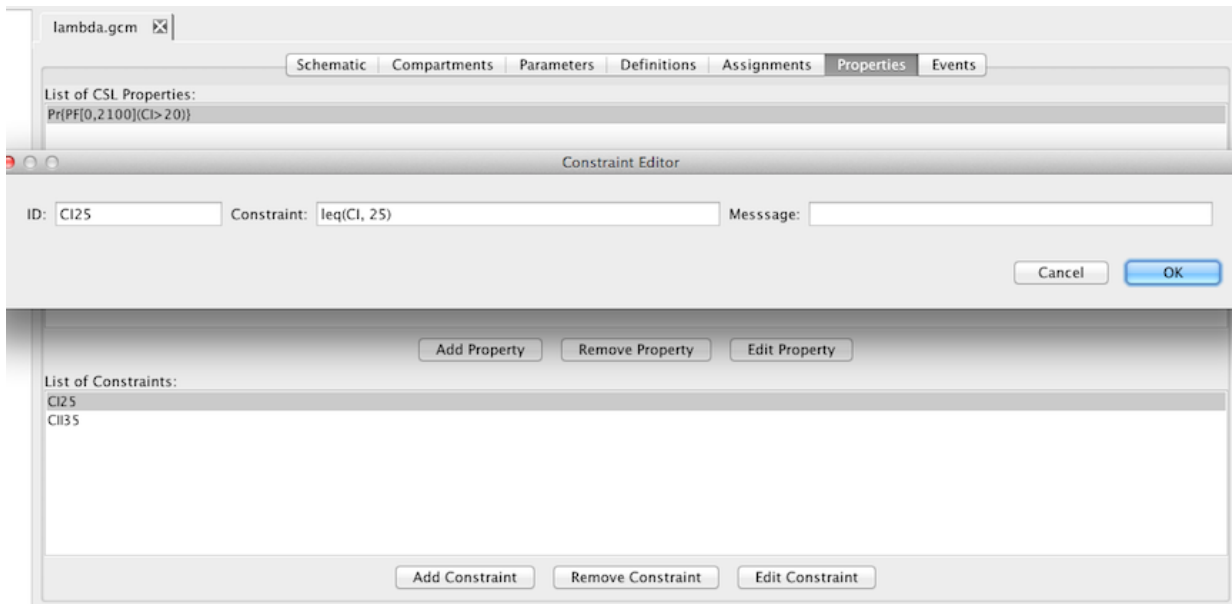 lambda.gcm
Schematic Compartments Parameters Definitions Assignments Properties Events
List of CSL Properties:
Pr{PF[0,2100](CI>20)}
Constraint Editor
ID: CI25 Constraint: leq(CI, 25) Messsage:
Cancel OK
Add Property Remove Property Edit Property
List of Constraints:
CI25
CII35
Add Constraint Remove Constraint Edit Constraint